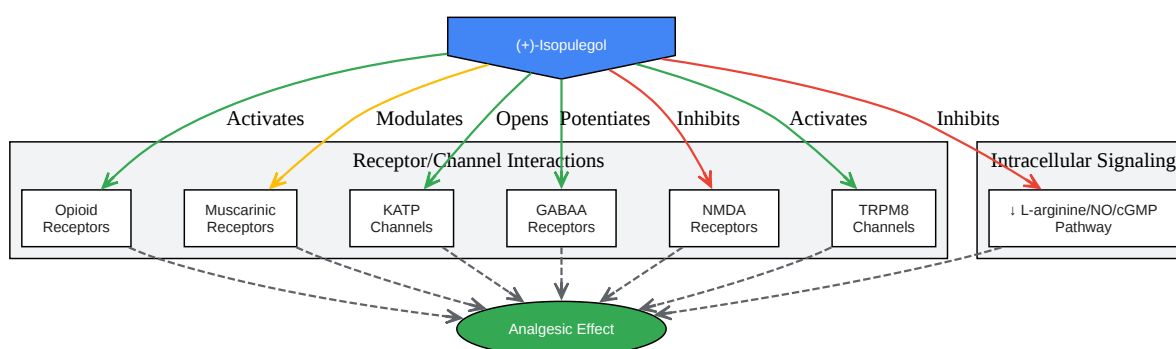 (+)-Isopulegol
Activates
Modulates
Opens
Potentiates
Inhibits
Activates
Inhibits
Receptor/Channel Interactions
Intracellular Signaling
Opioid
Receptors
Muscarinic
Receptors
KATP
Channels
GABAA
Receptors
NMDA
Receptors
TRPM8
Channels
↓ L-arginine/NO/cGMP
Pathway
Analgesic Effect